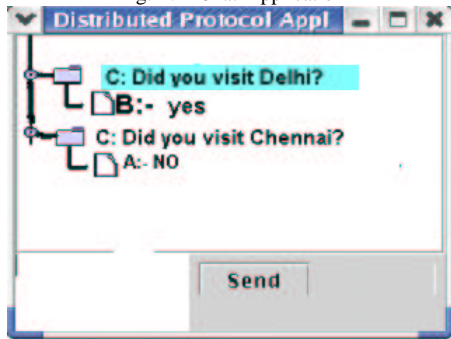 Distributed Protocol Appl
C: Did you visit Delhi?
B:- yes
C: Did you visit Chennai?
A:- NO
Send